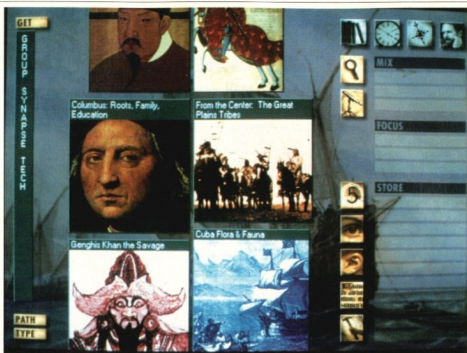 GET
GROUP SYNAPSE TECH
Columbus: Roots, Family,
Education
From the Center: The Great
Plains Tribes
Genghis Khan the Savage
Cuba Flora & Fauna
PATH
TYPE
MIX
FOCUS
STORE